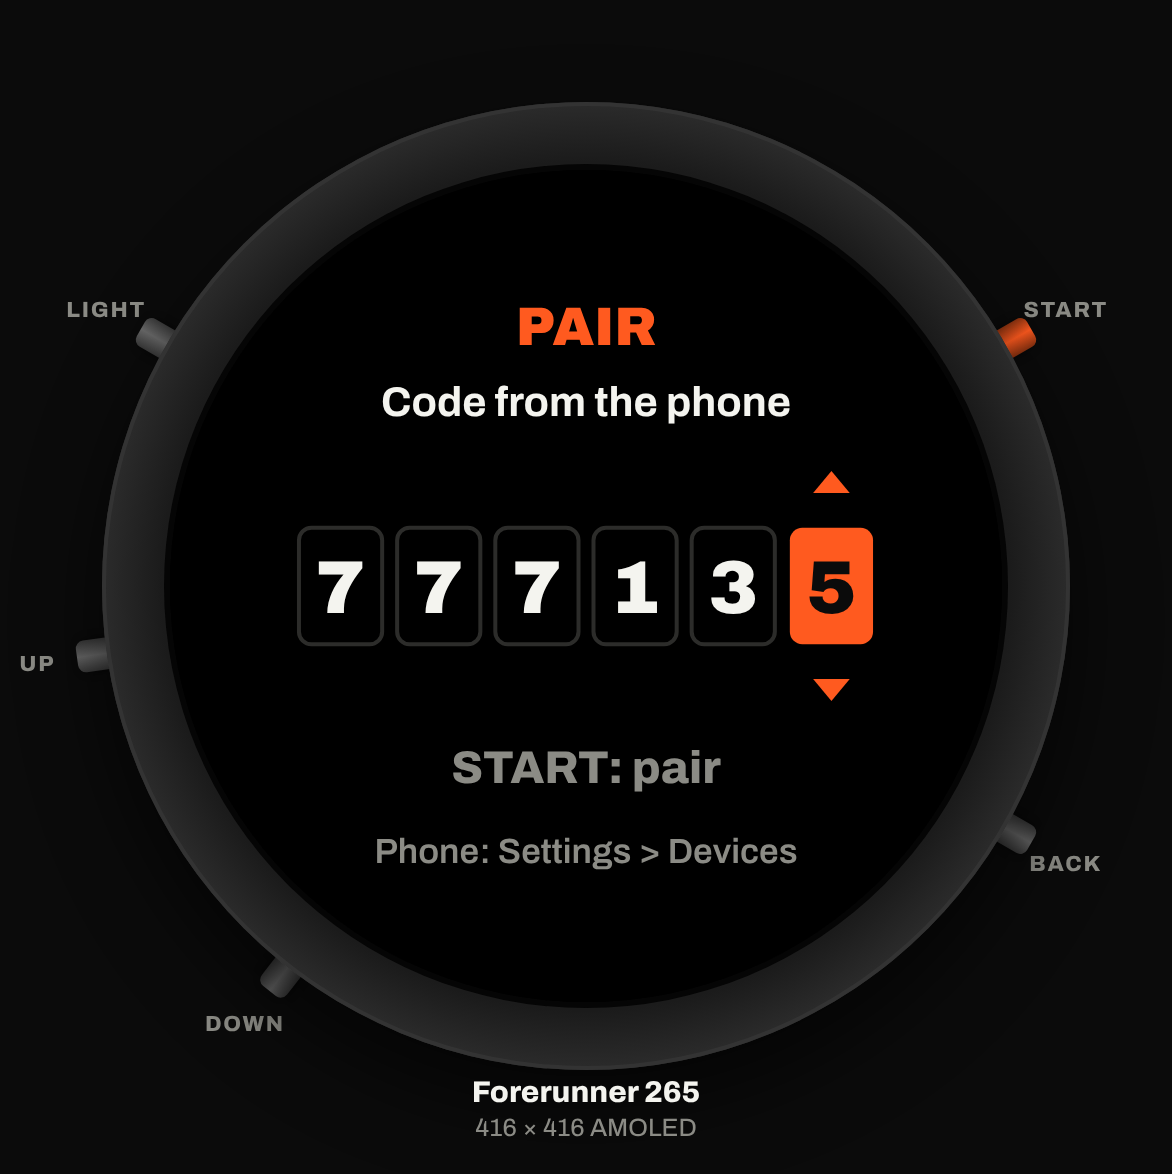 LIGHT
START
PAIR
Code from the phone
7 7 7 1 3 5
UP
START: pair
Phone: Settings > Devices
BACK
DOWN
Forerunner 265
416 × 416 AMOLED